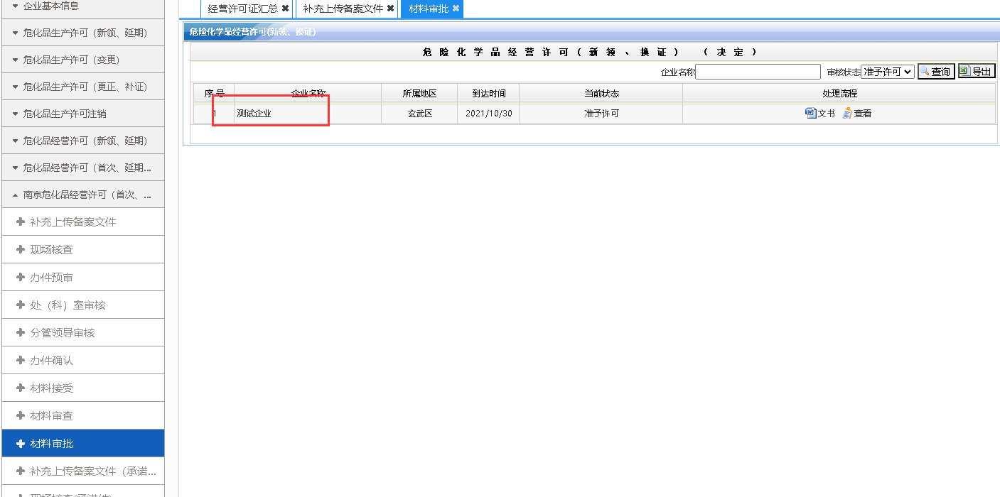 企业基本信息
危化品生产许可（新领、延期）
危化品生产许可（变更）
危化品生产许可（更正、补证）
危化品生产许可注销
危化品经营许可（新领、延期）
危化品经营许可（首次、延期...
南京危化品经营许可（首次、...
补充上传备案文件
现场核查
办件预审
处（科）室审核
分管领导审核
办件确认
材料接受
材料审查
材料审批
补充上传备案文件（承诺...
经营许可证汇总 ✖ 补充上传备案文件 ✖ 材料审批 ✖
危险化学品经营许可(新领、换证)
危险化学品经营许可(新领、换证) (决定)
企业名称 审核状态 准予许可 查询 导出
序号 企业名称 所属地区 到达时间 当前状态 处理流程
1 测试企业 玄武区 2021/10/30 准予许可 文书 查看